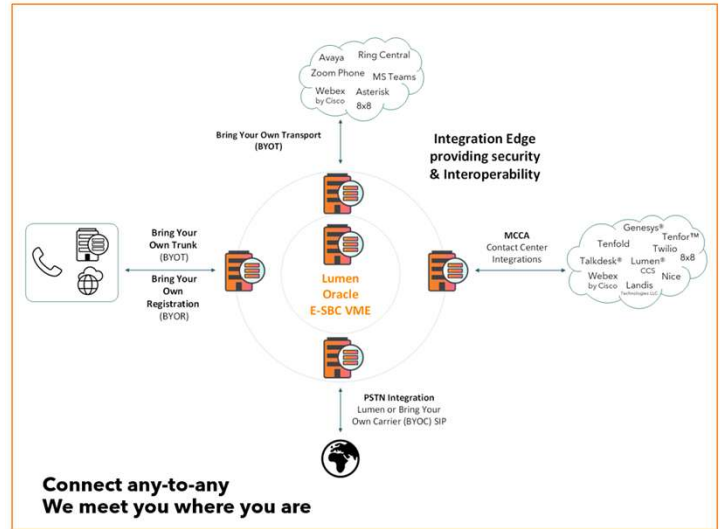 Avaya
Ring Central
Zoom Phone
MS Teams
Webex
by Cisco
Asterisk
8x8
Bring Your Own Transport
(BYOT)
Integration Edge
providing security
& Interoperability
Bring Your
Own Trunk
(BYOT)
Bring Your
Own
Registration
(BYOR)
Lumen
Oracle
E-SBC VME
MCCA
Contact Center
Integrations
Genesys®
Tenfor™
Tenfold
Twilio
8x8
Talkdesk®
Lumen®
CCS
Nice
Webex
by Cisco
Landis
Technologies LLC
PSTN Integration
Lumen or Bring Your
Own Carrier (BYOC) SIP
Connect any-to-any
We meet you where you are